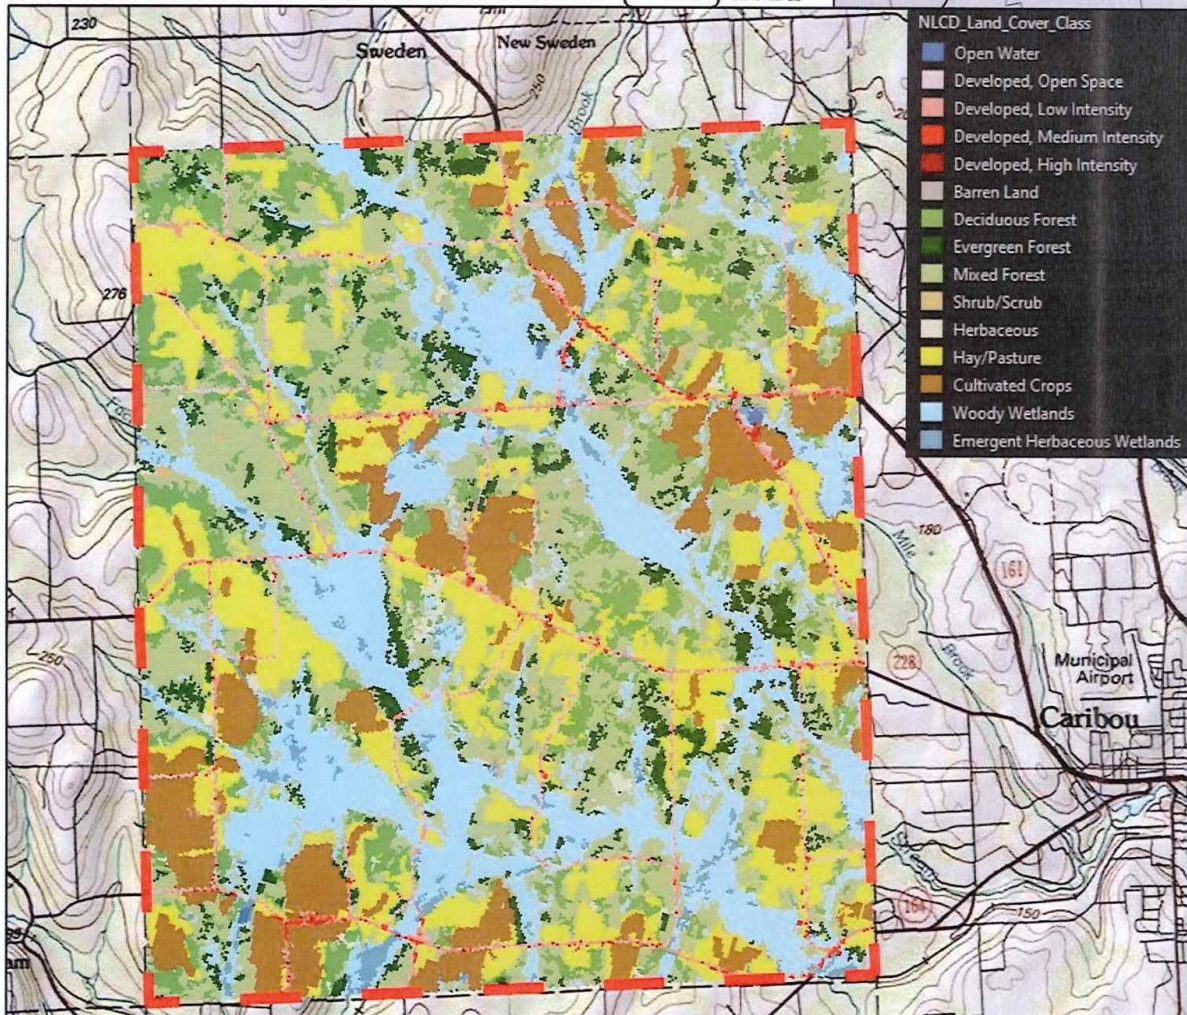 230
Sweden
New Sweden
250
Brook
276
NLCD_Land_Cover_Class
Open Water
Developed, Open Space
Developed, Low Intensity
Developed, Medium Intensity
Developed, High Intensity
Barren Land
Deciduous Forest
Evergreen Forest
Mixed Forest
Shrub/Scrub
Herbaceous
Hay/Pasture
Cultivated Crops
Woody Wetlands
Emergent Herbaceous Wetlands
180
Mile
161
250
228
Brook
Municipal
Airport
Caribou
164
150